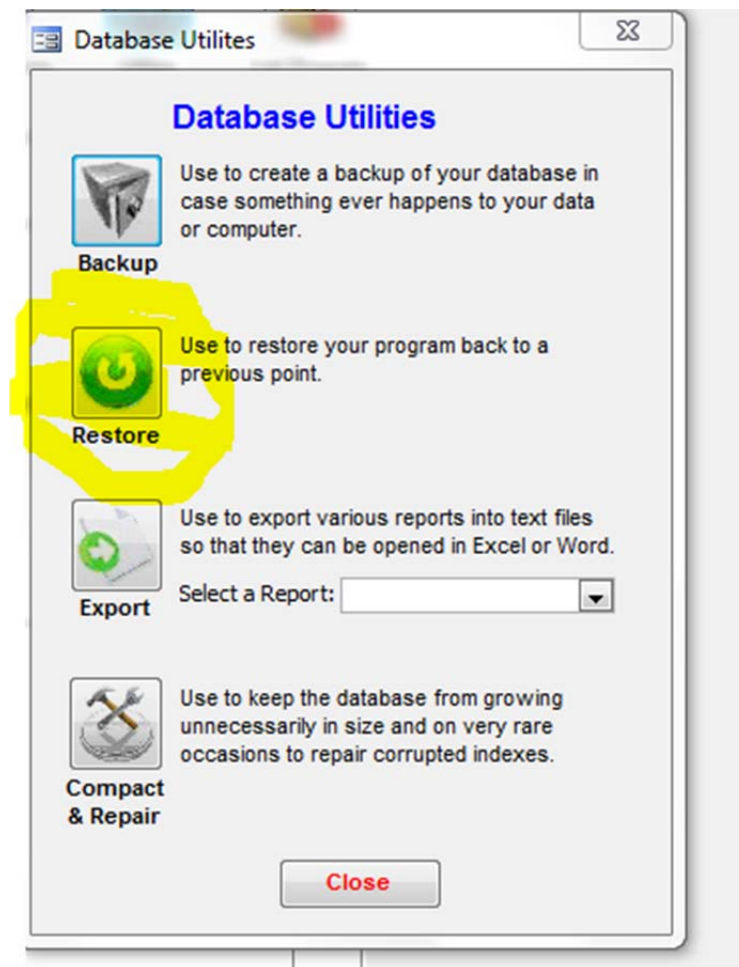 Database Utilites
Database Utilities
Use to create a backup of your database in
case something ever happens to your data
or computer.
Backup
Use to restore your program back to a
previous point.
Restore
Use to export various reports into text files
so that they can be opened in Excel or Word.
Select a Report:
Export
Use to keep the database from growing
unnecessarily in size and on very rare
occasions to repair corrupted indexes.
Compact
& Repair
Close